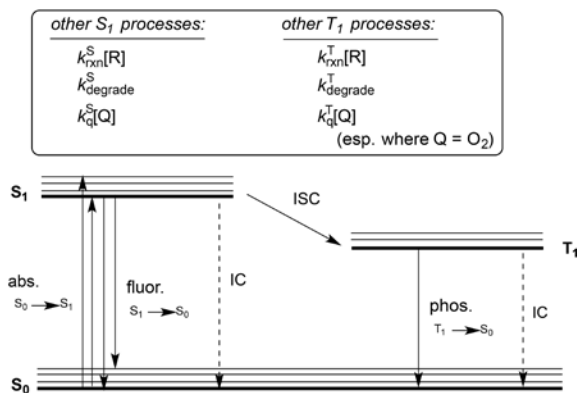 other S₁ processes: other T₁ processes:
kˢrxn[R] kᵀrxn[R]
kˢdegrade kᵀdegrade
kˢq[Q] kᵀq[Q]
(esp. where Q = O₂)
S₁
ISC
T₁
abs. fluor. IC phos. IC
S₀ → S₁ S₁ → S₀ T₁ → S₀
S₀